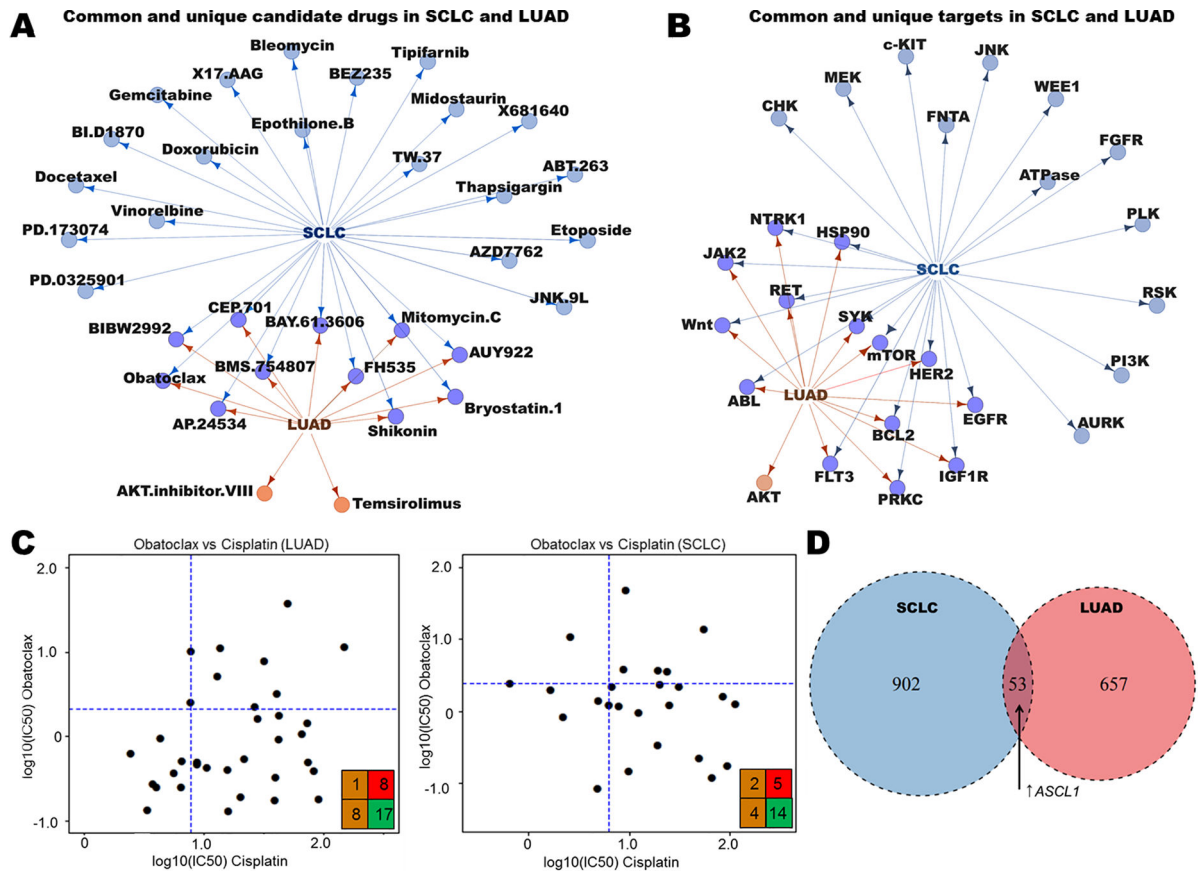 A
Common and unique candidate drugs in SCLC and LUAD
Bleomycin
Tipifarnib
X17.AAG
BEZ235
Gemcitabine
Midostaurin
Epothilone.B
X681640
BI.D1870
Doxorubicin
TW.37
ABT.263
Docetaxel
Thapsigargin
Vinorelbine
PD.173074
SCLC
Etoposide
AZD7762
PD.0325901
JNK.9L
CEP.701
BAY.61.3606
Mitomycin.C
BIBW2992
AUY922
BMS.754807
FH535
Obatoclax
Bryostatin.1
AP.24534
LUAD
Shikonin
AKT.inhibitor.VIII
Temsirolimus
B
Common and unique targets in SCLC and LUAD
c-KIT
JNK
MEK
WEE1
CHK
FNTA
FGFR
ATPase
NTRK1
HSP90
PLK
JAK2
SCLC
RET
RSK
Wnt
SYK
mTOR
HER2
PI3K
ABL
LUAD
EGFR
BCL2
AURK
FLT3
IGF1R
AKT
PRKC
C
Obatoclax vs Cisplatin (LUAD)
log10(IC50) Obatoclax
2.0
1.0
0
-1.0
1 8
8 17
0 1.0 2.0
log10(IC50) Cisplatin
Obatoclax vs Cisplatin (SCLC)
log10(IC50) Obatoclax
2.0
1.0
0
-1.0
2 5
4 14
0 1.0 2.0
log10(IC50) Cisplatin
D
SCLC
LUAD
902
53
657
↑ASCL1